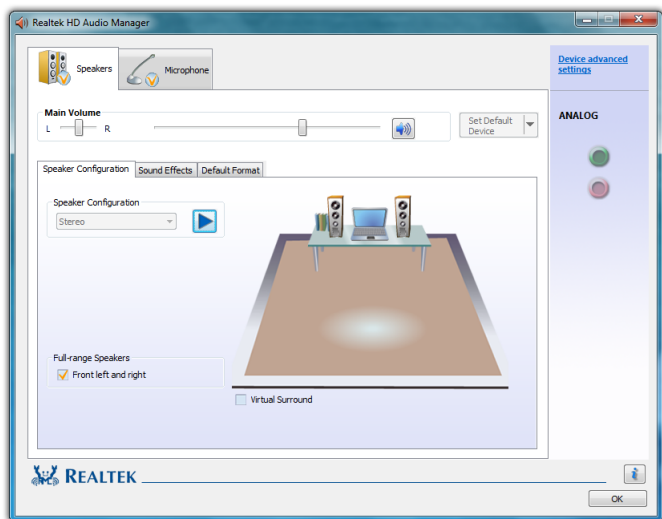 Realtek HD Audio Manager
Speakers
Microphone
Device advanced
settings
Main Volume
L
R
Set Default
Device
ANALOG
Speaker Configuration
Sound Effects
Default Format
Speaker Configuration
Stereo
Full-range Speakers
Front left and right
Virtual Surround
REALTEK
i
OK